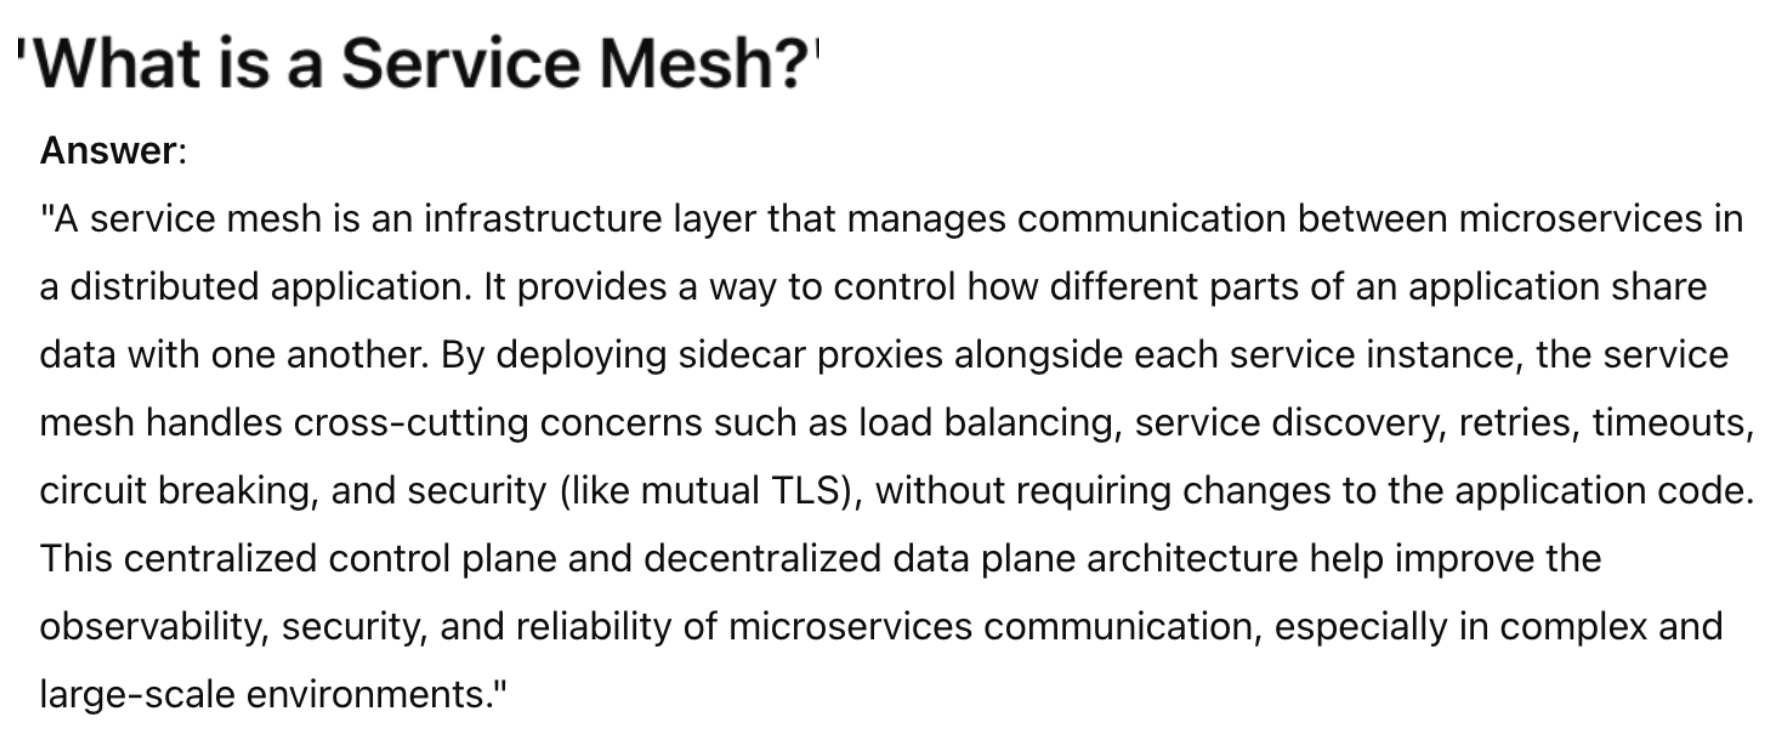 'What is a Service Mesh?'
Answer:
"A service mesh is an infrastructure layer that manages communication between microservices in
a distributed application. It provides a way to control how different parts of an application share
data with one another. By deploying sidecar proxies alongside each service instance, the service
mesh handles cross-cutting concerns such as load balancing, service discovery, retries, timeouts,
circuit breaking, and security (like mutual TLS), without requiring changes to the application code.
This centralized control plane and decentralized data plane architecture help improve the
observability, security, and reliability of microservices communication, especially in complex and
large-scale environments."